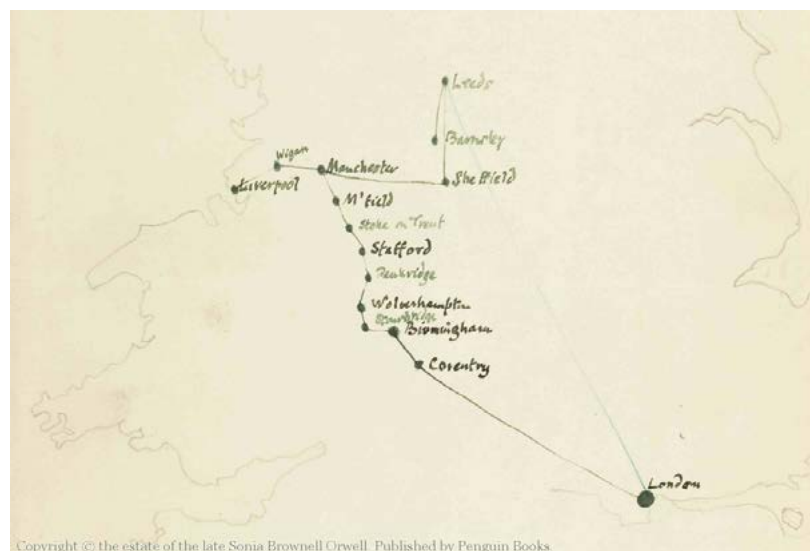 Leeds
Barnsley
Wigan
Manchester
Sheffield
Liverpool
M'field
Stoke on Trent
Stafford
Penkridge
Wolverhampton
Stourbridge
Birmingham
Coventry
London
Copyright © the estate of the late Sonia Brownell Orwell. Published by Penguin Books.